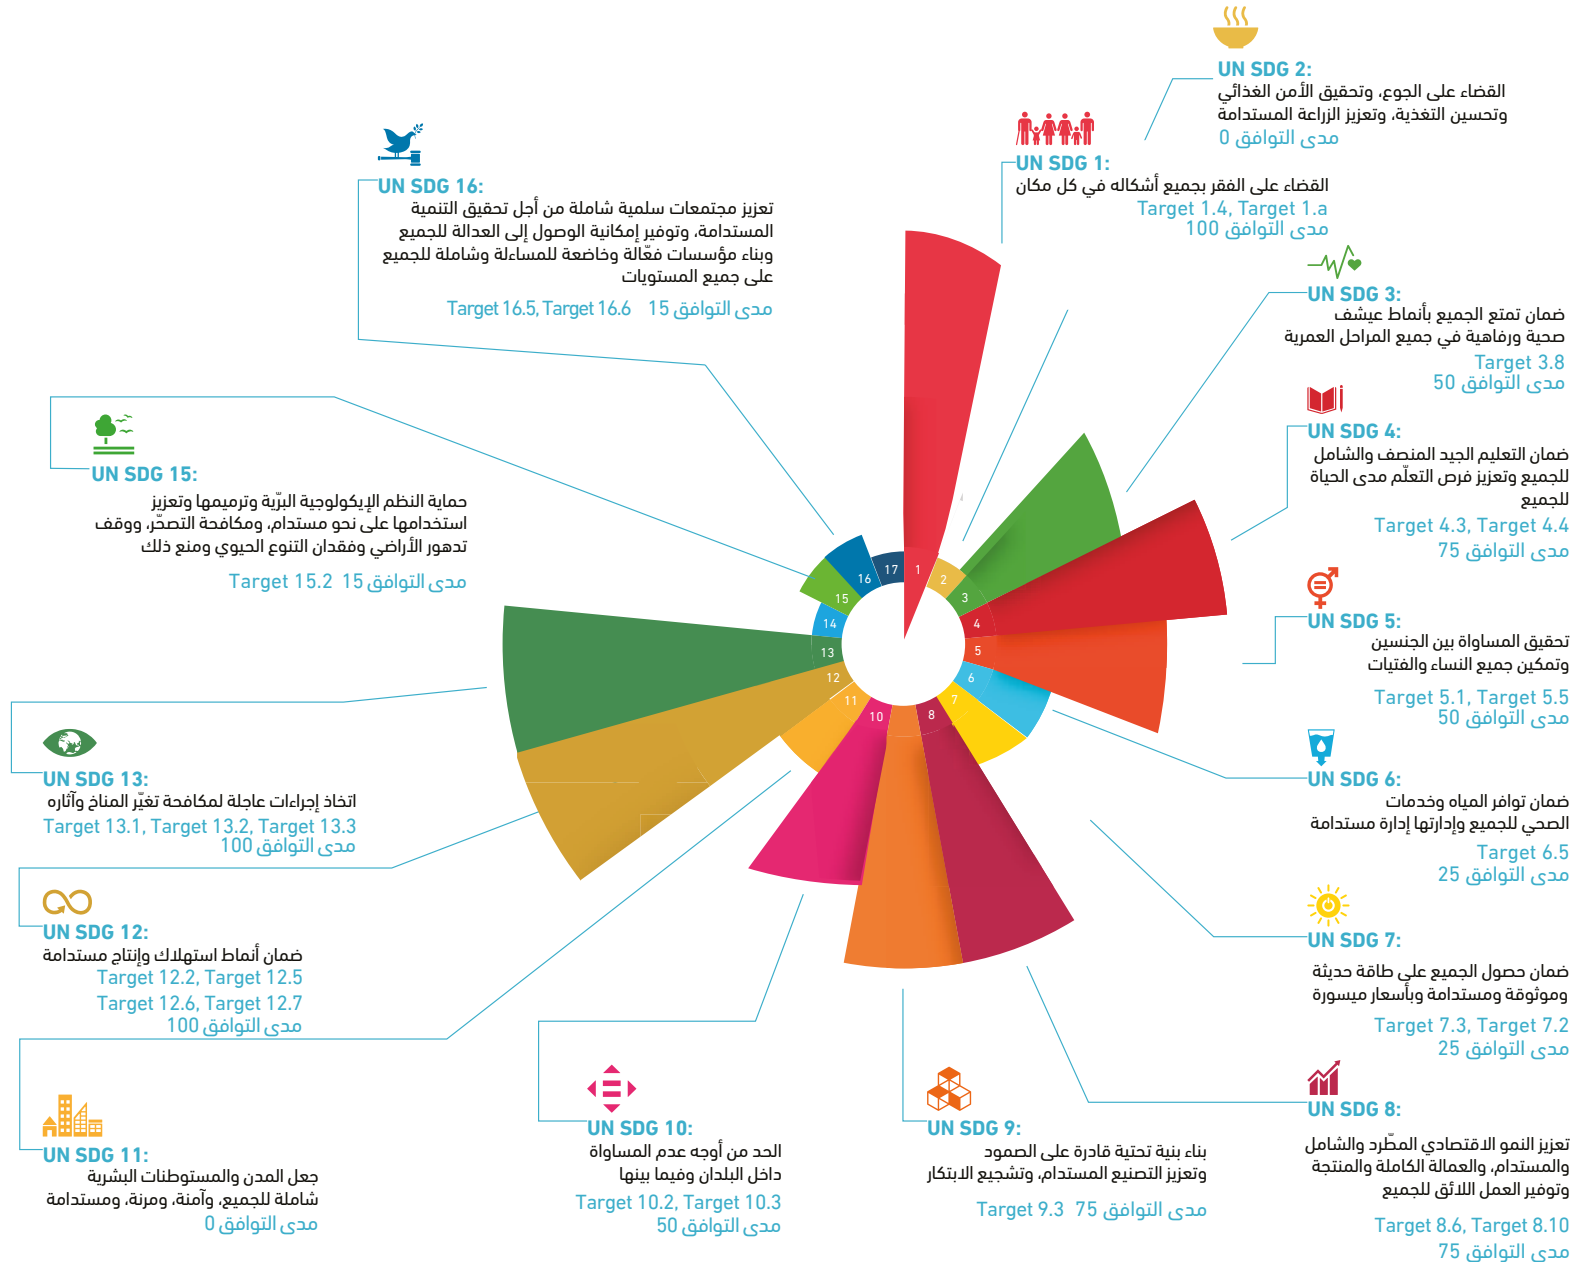 UN SDG 2:
القضاء على الجوع، وتحقيق الأمن الغذائي
وتحسين التغذية، وتعزيز الزراعة المستدامة
مدى التوافق 0
UN SDG 1:
القضاء على الفقر بجميع أشكاله في كل مكان
Target 1.4, Target 1.a
مدى التوافق 100
UN SDG 16:
تعزيز مجتمعات سلمية شاملة من أجل تحقيق التنمية
المستدامة، وتوفير إمكانية الوصول إلى العدالة للجميع
وبناء مؤسسات فعّالة وخاضعة للمساءلة وشاملة للجميع
على جميع المستويات
مدى التوافق 15 Target 16.5, Target 16.6
UN SDG 3:
ضمان تمتع الجميع بأنماط عيشف
صحية ورفاهية في جميع المراحل العمرية
Target 3.8
مدى التوافق 50
UN SDG 4:
ضمان التعليم الجيد المنصف والشامل
للجميع وتعزيز فرص التعلّم مدى الحياة
للجميع
Target 4.3, Target 4.4
مدى التوافق 75
UN SDG 15:
حماية النظم الإيكولوجية البرّية وترميمها وتعزيز
استخدامها على نحو مستدام، ومكافحة التصحّر، ووقف
تدهور الأراضي وفقدان التنوع الحيوي ومنع ذلك
مدى التوافق 15 Target 15.2
UN SDG 5:
تحقيق المساواة بين الجنسين
وتمكين جميع النساء والفتيات
Target 5.1, Target 5.5
مدى التوافق 50
1
2
3
4
5
6
7
8
10
11
12
13
14
15
16
17
UN SDG 6:
ضمان توافر المياه وخدمات
الصحي للجميع وإدارتها إدارة مستدامة
Target 6.5
مدى التوافق 25
UN SDG 13:
اتخاذ إجراءات عاجلة لمكافحة تغيّر المناخ وآثاره
Target 13.1, Target 13.2, Target 13.3
مدى التوافق 100
UN SDG 7:
ضمان حصول الجميع على طاقة حديثة
وموثوقة ومستدامة وبأسعار ميسورة
Target 7.3, Target 7.2
مدى التوافق 25
UN SDG 12:
ضمان أنماط استهلاك وإنتاج مستدامة
Target 12.2, Target 12.5
Target 12.6, Target 12.7
مدى التوافق 100
UN SDG 8:
تعزيز النمو الاقتصادي المطّرد والشامل
والمستدام، والعمالة الكاملة والمنتجة
وتوفير العمل اللائق للجميع
Target 8.6, Target 8.10
مدى التوافق 75
UN SDG 9:
بناء بنية تحتية قادرة على الصمود
وتعزيز التصنيع المستدام، وتشجيع الابتكار
مدى التوافق 75 Target 9.3
UN SDG 10:
الحد من أوجه عدم المساواة
داخل البلدان وفيما بينها
Target 10.2, Target 10.3
مدى التوافق 50
UN SDG 11:
جعل المدن والمستوطنات البشرية
شاملة للجميع، وآمنة، ومرنة، ومستدامة
مدى التوافق 0